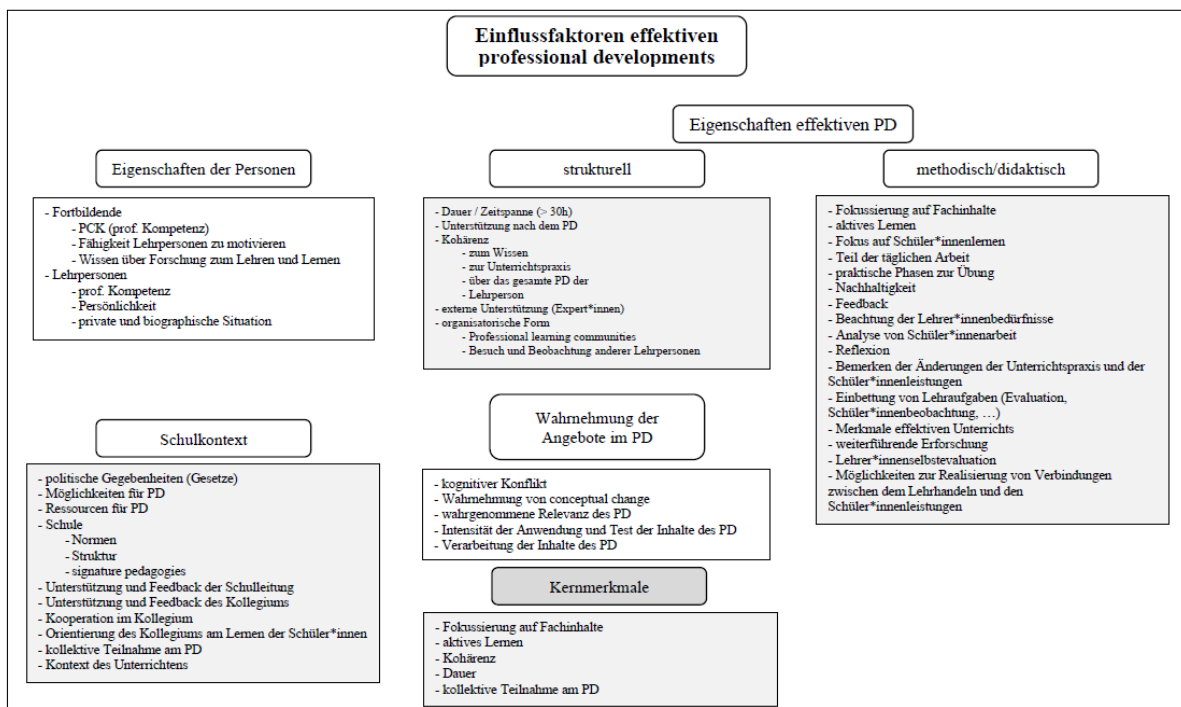 Einflussfaktoren effektiven
professional developments
Eigenschaften effektiven PD
Eigenschaften der Personen
- Fortbildende
- PCK (prof. Kompetenz)
- Fähigkeit Lehrpersonen zu motivieren
- Wissen über Forschung zum Lehren und Lernen
- Lehrpersonen
- prof. Kompetenz
- Persönlichkeit
- private und biographische Situation
strukturell
- Dauer / Zeitspanne (> 30h)
- Unterstützung nach dem PD
- Kohärenz
- zum Wissen
- zur Unterrichtspraxis
- über das gesamte PD der
- Lehrperson
- externe Unterstützung (Expert*innen)
- organisatorische Form
- Professional learning communities
- Besuch und Beobachtung anderer Lehrpersonen
methodisch/didaktisch
- Fokussierung auf Fachinhalte
- aktives Lernen
- Fokus auf Schüler*innenlernen
- Teil der täglichen Arbeit
- praktische Phasen zur Übung
- Nachhaltigkeit
- Feedback
- Beachtung der Lehrer*innenbedürfnisse
- Analyse von Schüler*innenarbeit
- Reflexion
- Bemerken der Änderungen der Unterrichtspraxis und der
Schüler*innenleistungen
- Einbettung von Lehraufgaben (Evaluation,
Schüler*innenbeobachtung, …)
- Merkmale effektiven Unterrichts
- weiterführende Erforschung
- Lehrer*innenselbstevaluation
- Möglichkeiten zur Realisierung von Verbindungen
zwischen dem Lehrhandeln und den
Schüler*innenleistungen
Schulkontext
- politische Gegebenheiten (Gesetze)
- Möglichkeiten für PD
- Ressourcen für PD
- Schule
- Normen
- Struktur
- signature pedagogies
- Unterstützung und Feedback der Schulleitung
- Unterstützung und Feedback des Kollegiums
- Kooperation im Kollegium
- Orientierung des Kollegiums am Lernen der Schüler*innen
- kollektive Teilnahme am PD
- Kontext des Unterrichtens
Wahrnehmung der
Angebote im PD
- kognitiver Konflikt
- Wahrnehmung von conceptual change
- wahrgenommene Relevanz des PD
- Intensität der Anwendung und Test der Inhalte des PD
- Verarbeitung der Inhalte des PD
Kernmerkmale
- Fokussierung auf Fachinhalte
- aktives Lernen
- Kohärenz
- Dauer
- kollektive Teilnahme am PD